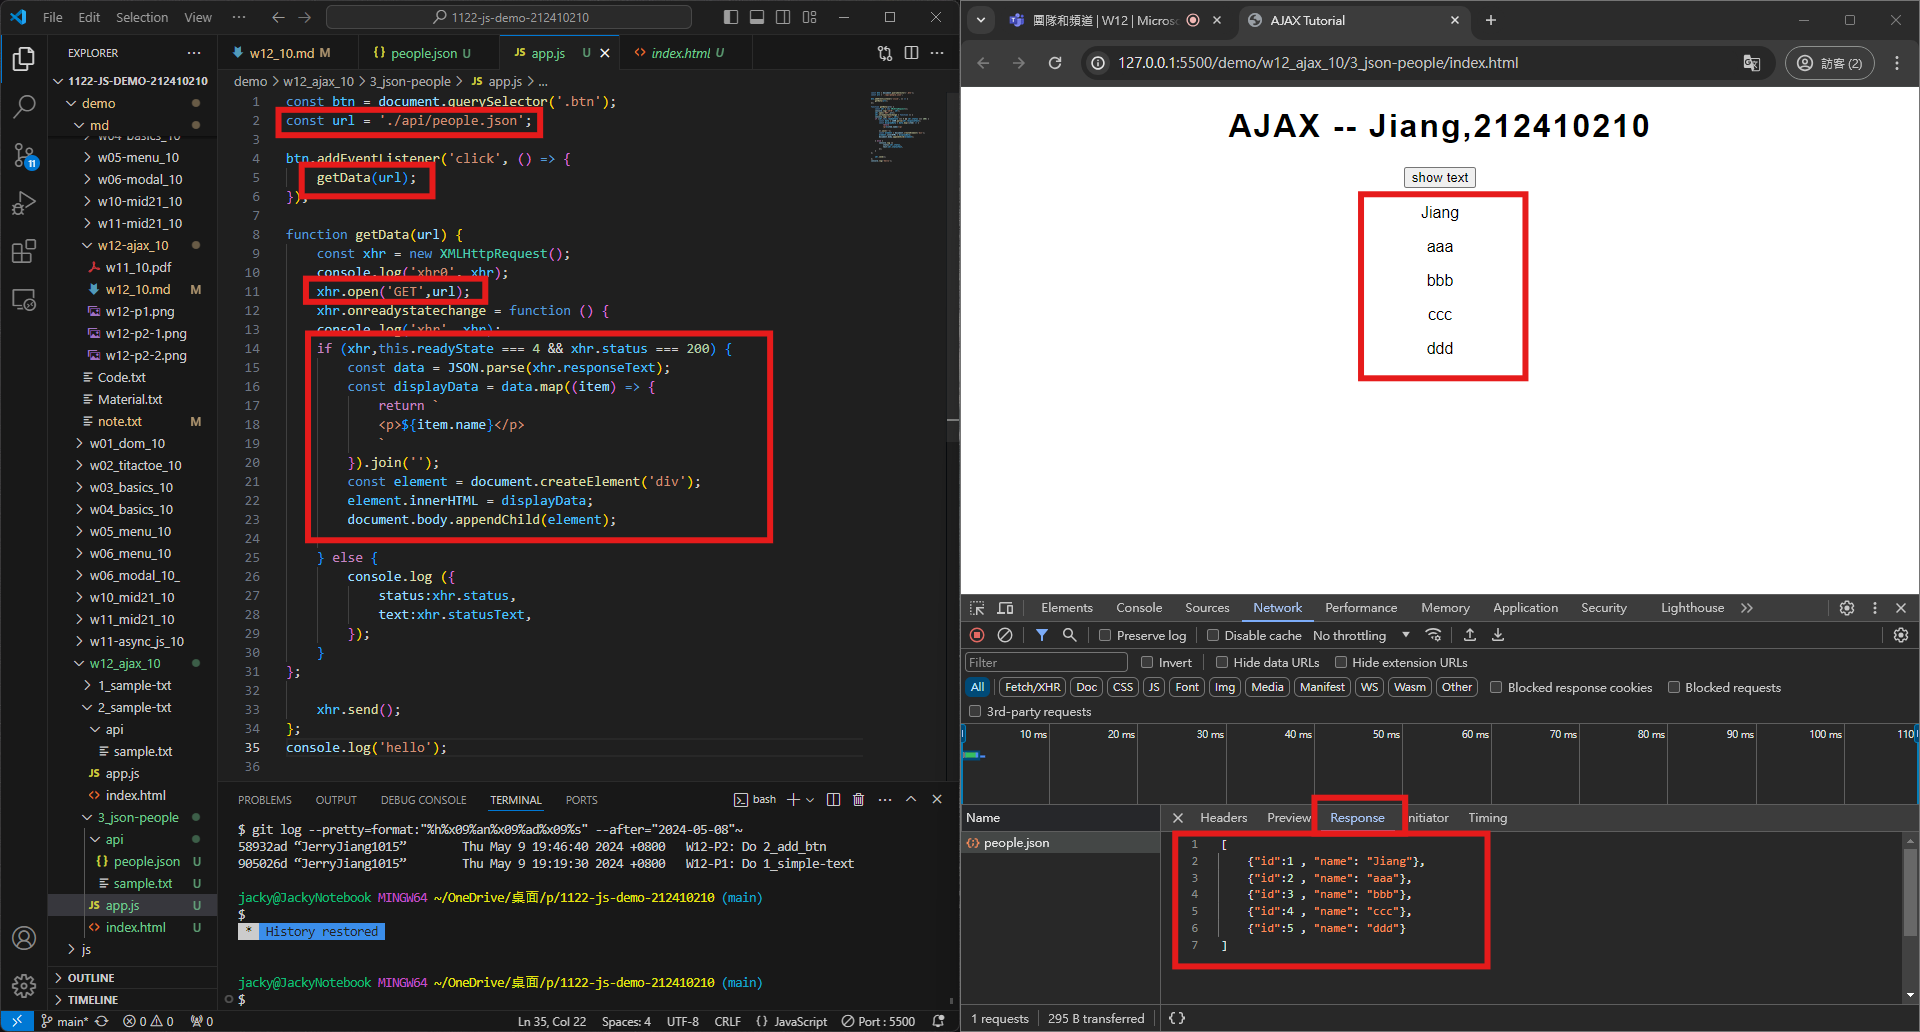 File Edit Selection View ··· 1122-js-demo-212410210
EXPLORER ···
1122-JS-DEMO-212410210
demo
md
w04-basics_10
w05-menu_10
w06-modal_10
w10-mid21_10
w11-mid21_10
w12-ajax_10
w11_10.pdf
w12_10.md M
w12-p1.png
w12-p2-1.png
w12-p2-2.png
Code.txt
Material.txt
note.txt M
w01_dom_10
w02_titactoe_10
w03_basics_10
w04_basics_10
w05_menu_10
w06_menu_10
w06_modal_10_
w10_mid21_10
w11_mid21_10
w11-async_js_10
w12_ajax_10
1_sample-txt
2_sample-txt
api
sample.txt
JS app.js
index.html
3_json-people
api
people.json U
sample.txt U
JS app.js U
index.html U
js
OUTLINE
TIMELINE
11
w12_10.md M {} people.json U JS app.js U index.html U
demo > w12_ajax_10 > 3_json-people > JS app.js > ...
1 const btn = document.querySelector('.btn');
2 const url = './api/people.json';
3
4 btn.addEventListener('click', () => {
5 getData(url);
6 });
7
8 function getData(url) {
9 const xhr = new XMLHttpRequest();
10 console.log('xhr0', xhr);
11 xhr.open('GET',url);
12 xhr.onreadystatechange = function () {
13 console.log('xhr', xhr);
14 if (xhr,this.readyState === 4 && xhr.status === 200) {
15 const data = JSON.parse(xhr.responseText);
16 const displayData = data.map((item) => {
17 return `
18 <p>${item.name}</p>
19 `
20 }).join('');
21 const element = document.createElement('div');
22 element.innerHTML = displayData;
23 document.body.appendChild(element);
24
25 } else {
26 console.log ({
27 status:xhr.status,
28 text:xhr.statusText,
29 });
30 }
31 };
32
33 xhr.send();
34 };
35 console.log('hello');
36
PROBLEMS OUTPUT DEBUG CONSOLE TERMINAL PORTS bash
$ git log --pretty=format:"%h%x09%an%x09%ad%x09%s" --after="2024-05-08"~
58932ad “JerryJiang1015” Thu May 9 19:46:40 2024 +0800 W12-P2: Do 2_add_btn
905026d “JerryJiang1015” Thu May 9 19:19:30 2024 +0800 W12-P1: Do 1_simple-text
jacky@JackyNotebook MINGW64 ~/OneDrive/桌面/p/1122-js-demo-212410210 (main)
$
* History restored
jacky@JackyNotebook MINGW64 ~/OneDrive/桌面/p/1122-js-demo-212410210 (main)
$
main* 0 0 0 Ln 35, Col 22 Spaces: 4 UTF-8 CRLF {} JavaScript Port : 5500
團隊和頻道 | W12 | Micros AJAX Tutorial
127.0.0.1:5500/demo/w12_ajax_10/3_json-people/index.html 訪客 (2)
AJAX -- Jiang,212410210
show text
Jiang
aaa
bbb
ccc
ddd
Elements Console Sources Network Performance Memory Application Security Lighthouse
Preserve log Disable cache No throttling
Filter Invert Hide data URLs Hide extension URLs
All Fetch/XHR Doc CSS JS Font Img Media Manifest WS Wasm Other Blocked response cookies Blocked requests
3rd-party requests
10 ms 20 ms 30 ms 40 ms 50 ms 60 ms 70 ms 80 ms 90 ms 100 ms 110
Name Headers Preview Response nitiator Timing
people.json
1 [
2 {"id":1 , "name": "Jiang"},
3 {"id":2 , "name": "aaa"},
4 {"id":3 , "name": "bbb"},
5 {"id":4 , "name": "ccc"},
6 {"id":5 , "name": "ddd"}
7 ]
1 requests 295 B transferred {}